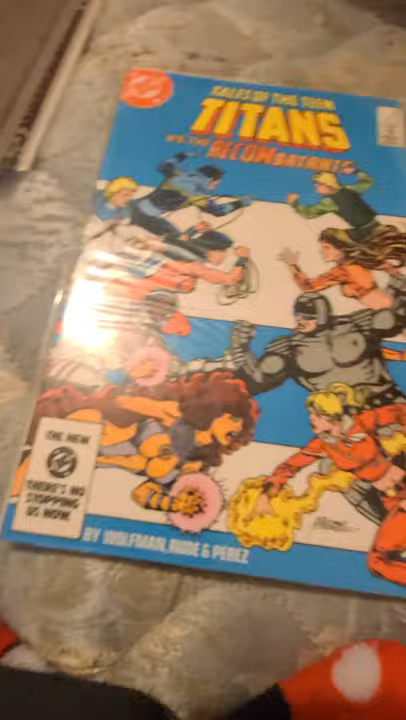 DC
TALES OF THE TEEN
TITANS
VS THE RECOMBATANTS
THE NEW
DC
THERE'S NO
STOPPING
US NOW!
BY WOLFMAN, RUDE & PEREZ